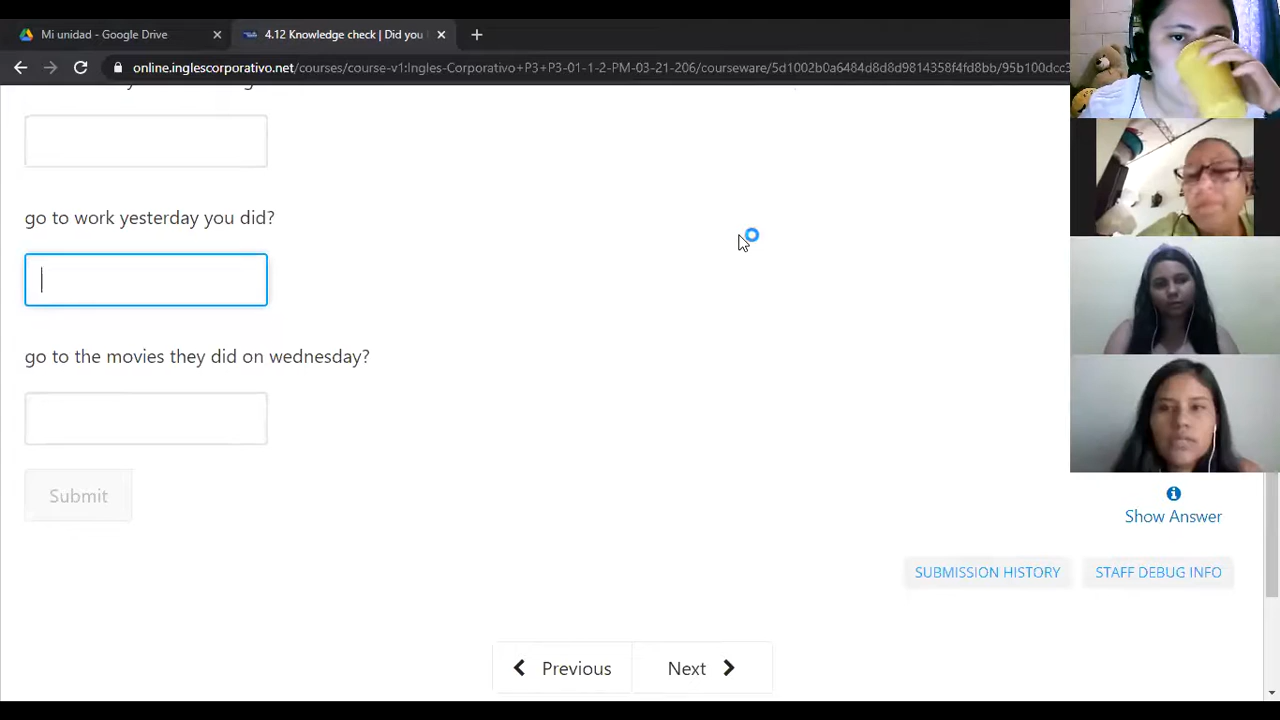 Mi unidad - Google Drive
4.12 Knowledge check | Did you
online.inglescorporativo.net/courses/course-v1:Ingles-Corporativo+P3+P3-01-1-2-PM-03-21-206/courseware/5d1002b0a6484d8d8d9814358f4fd8bb/95b100dcc3
go to work yesterday you did?
go to the movies they did on wednesday?
Submit
Show Answer
SUBMISSION HISTORY
STAFF DEBUG INFO
Previous
Next